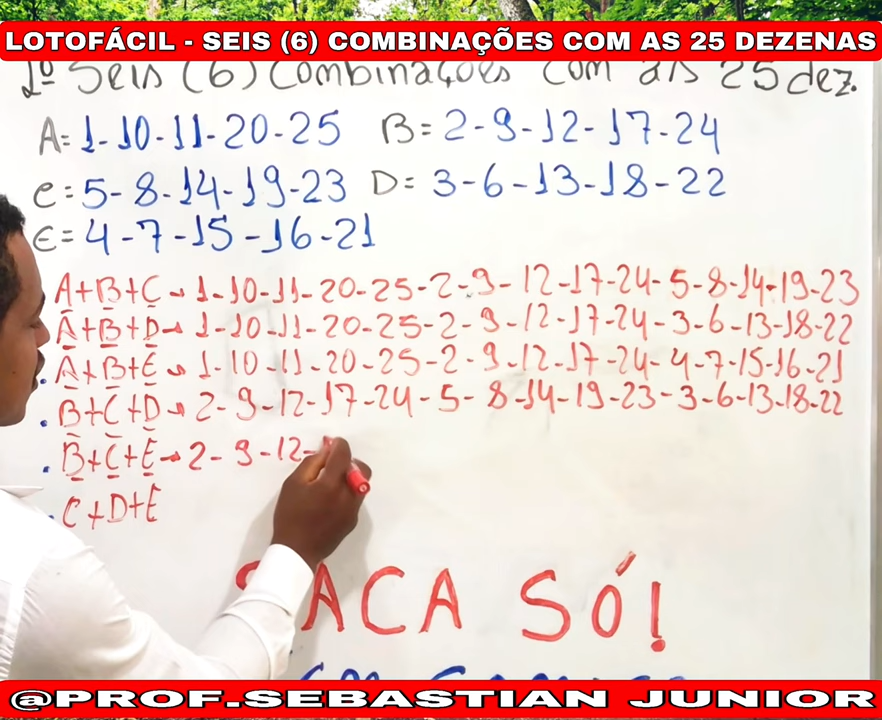 LOTOFÁCIL - SEIS (6) COMBINAÇÕES COM AS 25 DEZENAS
1º Seis (6) Combinações com as 25 dez.
A= 1-10-11-20-25 B= 2-9-12-17-24
C= 5-8-14-19-23 D= 3-6-13-18-22
E= 4-7-15-16-21
A+B+C → 1-10-11-20-25-2-9-12-17-24-5-8-14-19-23
A+B+D → 1-10-11-20-25-2-9-12-17-24-3-6-13-18-22
A+B+E → 1-10-11-20-25-2-9-12-17-24-4-7-15-16-21
B+C+D → 2-9-12-17-24-5-8-14-19-23-3-6-13-18-22
B+C+E → 2-9-12-
C+D+E
SACA SÓ!
@PROF.SEBASTIAN JUNIOR